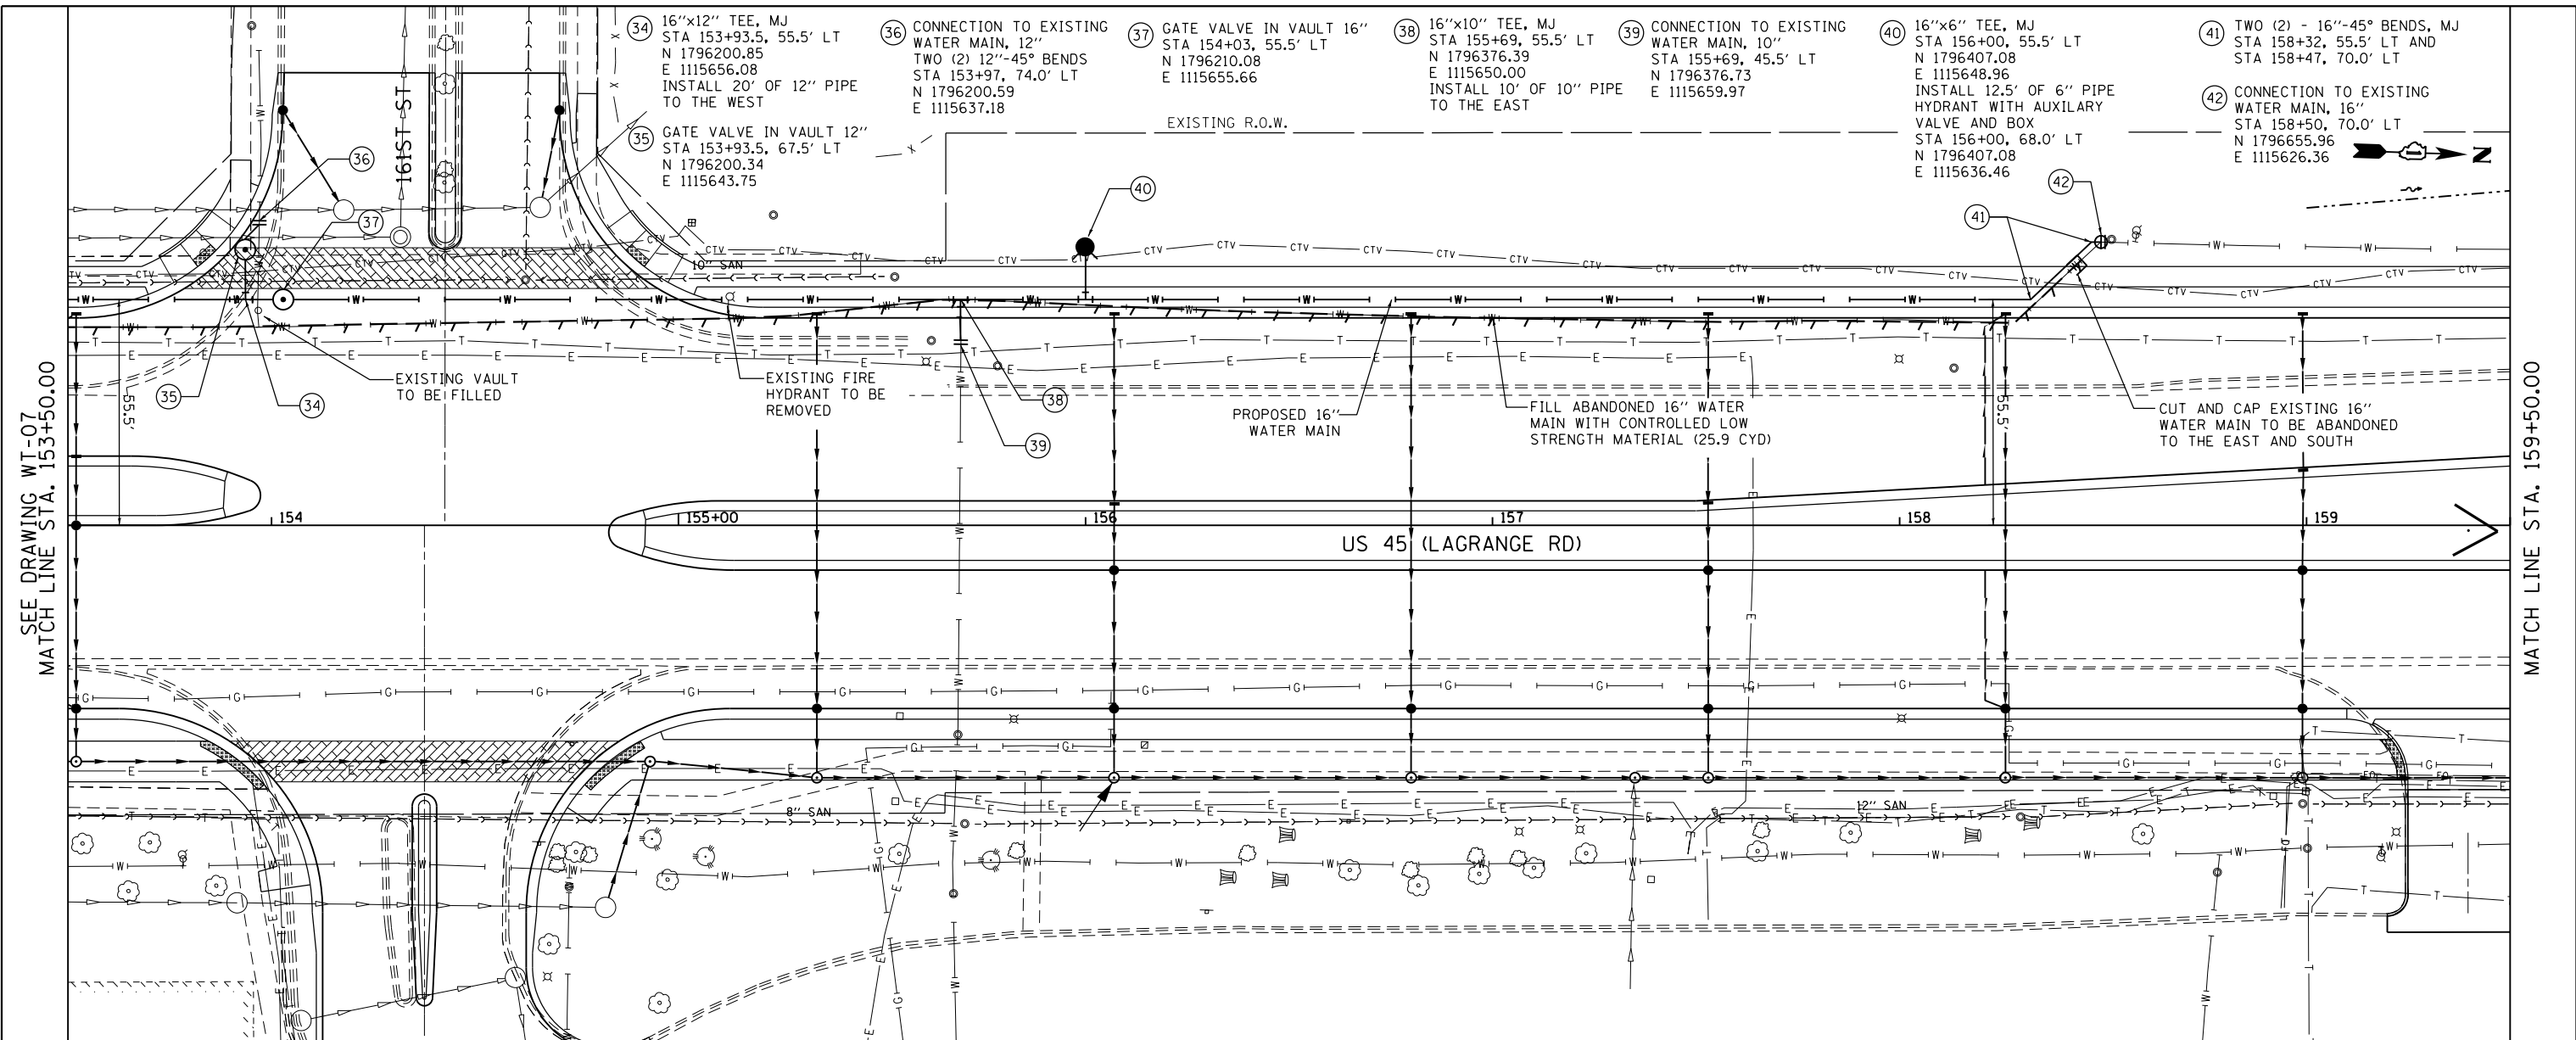 34
16"x12" TEE, MJ
STA 153+93.5, 55.5' LT
N 1796200.85
E 1115656.08
INSTALL 20' OF 12" PIPE
TO THE WEST
35
GATE VALVE IN VAULT 12"
STA 153+93.5, 67.5' LT
N 1796200.34
E 1115643.75
36
CONNECTION TO EXISTING
WATER MAIN, 12"
TWO (2) 12"-45° BENDS
STA 153+97, 74.0' LT
N 1796200.59
E 1115637.18
37
GATE VALVE IN VAULT 16"
STA 154+03, 55.5' LT
N 1796210.08
E 1115655.66
38
16"x10" TEE, MJ
STA 155+69, 55.5' LT
N 1796376.39
E 1115650.00
INSTALL 10' OF 10" PIPE
TO THE EAST
39
CONNECTION TO EXISTING
WATER MAIN, 10"
STA 155+69, 45.5' LT
N 1796376.73
E 1115659.97
40
16"x6" TEE, MJ
STA 156+00, 55.5' LT
N 1796407.08
E 1115648.96
INSTALL 12.5' OF 6" PIPE
HYDRANT WITH AUXILARY
VALVE AND BOX
STA 156+00, 68.0' LT
N 1796407.08
E 1115636.46
41
TWO (2) - 16"-45° BENDS, MJ
STA 158+32, 55.5' LT AND
STA 158+47, 70.0' LT
42
CONNECTION TO EXISTING
WATER MAIN, 16"
STA 158+50, 70.0' LT
N 1796655.96
E 1115626.36
N
EXISTING R.O.W.
161ST ST
36
37
40
41
42
10" SAN
35
34
38
39
EXISTING VAULT
TO BE FILLED
EXISTING FIRE
HYDRANT TO BE
REMOVED
PROPOSED 16"
WATER MAIN
FILL ABANDONED 16" WATER
MAIN WITH CONTROLLED LOW
STRENGTH MATERIAL (25.9 CYD)
CUT AND CAP EXISTING 16"
WATER MAIN TO BE ABANDONED
TO THE EAST AND SOUTH
55.5'
55.5'
SEE DRAWING WT-07
MATCH LINE STA. 153+50.00
MATCH LINE STA. 159+50.00
154
155+00
156
157
158
159
US 45 (LAGRANGE RD)
8" SAN
12" SAN